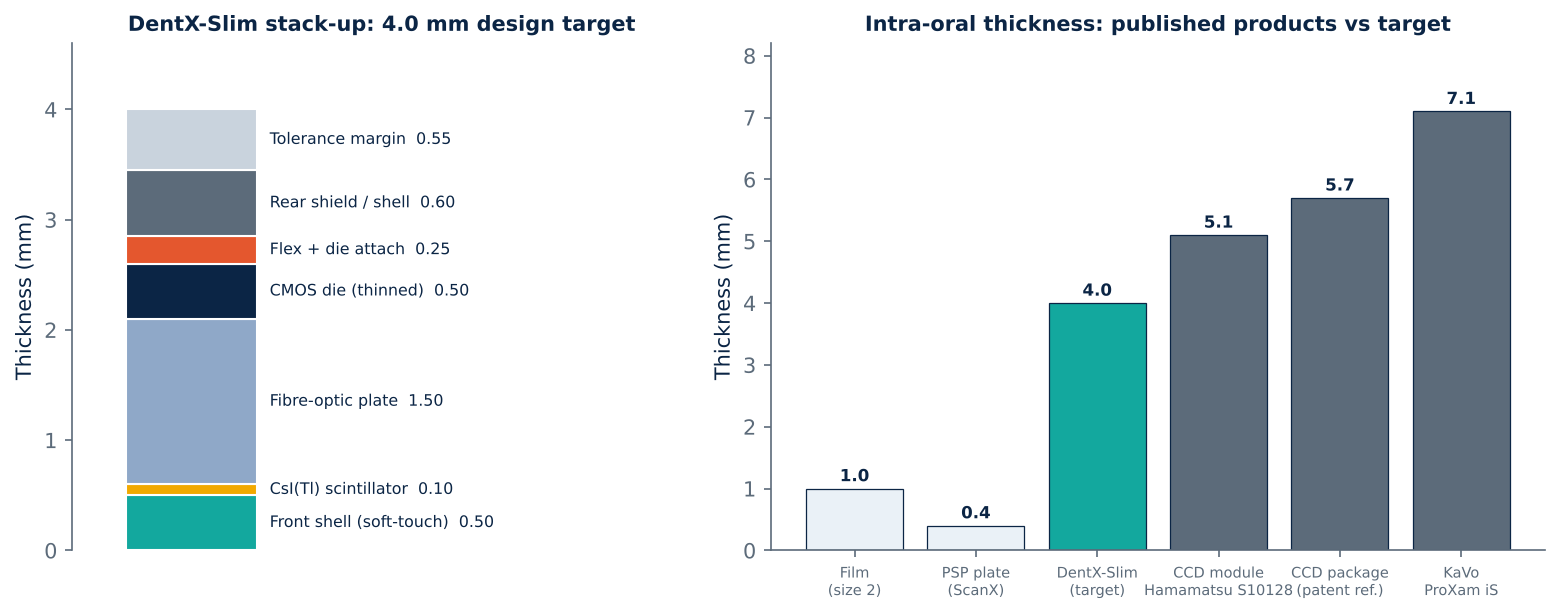 DentX-Slim stack-up: 4.0 mm design target
Thickness (mm)
4
3
2
1
0
Tolerance margin 0.55
Rear shield / shell 0.60
Flex + die attach 0.25
CMOS die (thinned) 0.50
Fibre-optic plate 1.50
CsI(Tl) scintillator 0.10
Front shell (soft-touch) 0.50
Intra-oral thickness: published products vs target
Thickness (mm)
8
7
6
5
4
3
2
1
0
1.0
0.4
4.0
5.1
5.7
7.1
Film
(size 2)
PSP plate
(ScanX)
DentX-Slim
(target)
CCD module
Hamamatsu S10128
CCD package
(patent ref.)
KaVo
ProXam iS